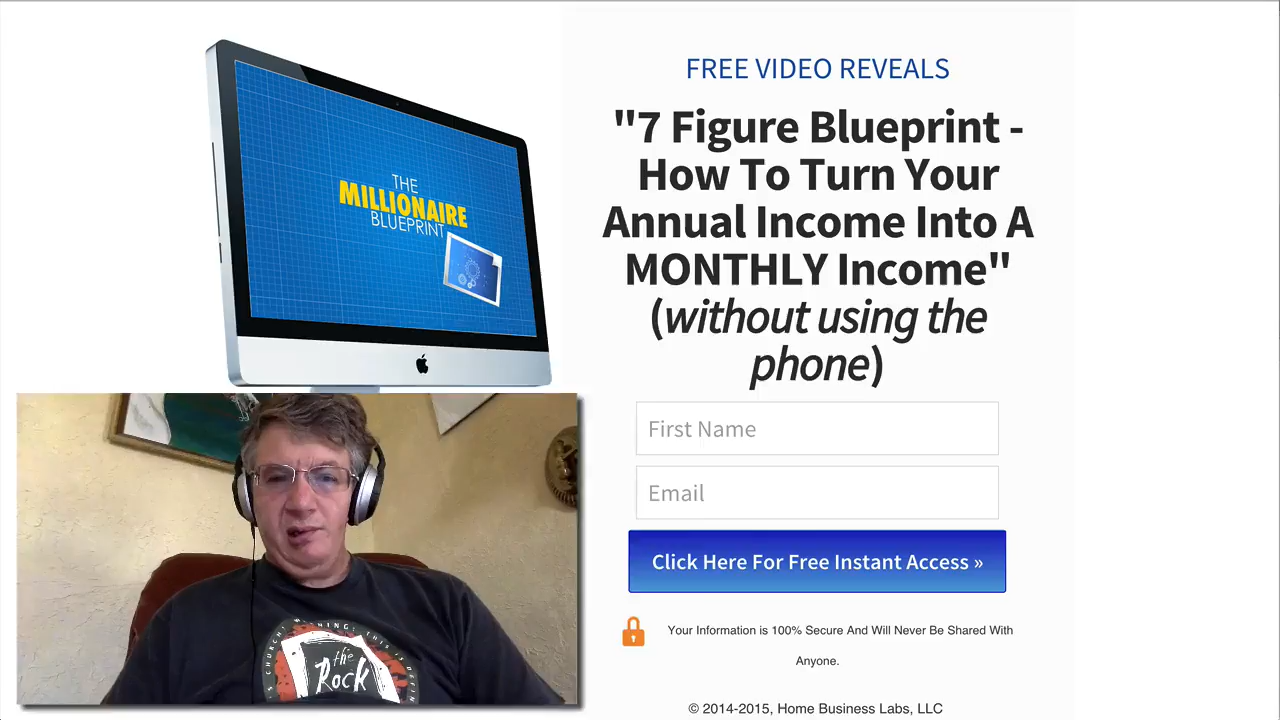 THE
MILLIONAIRE
BLUEPRINT
FREE VIDEO REVEALS
"7 Figure Blueprint -
How To Turn Your
Annual Income Into A
MONTHLY Income"
(without using the
phone)
First Name
Email
Click Here For Free Instant Access »
Your Information is 100% Secure And Will Never Be Shared With
Anyone.
© 2014-2015, Home Business Labs, LLC
the
Rock